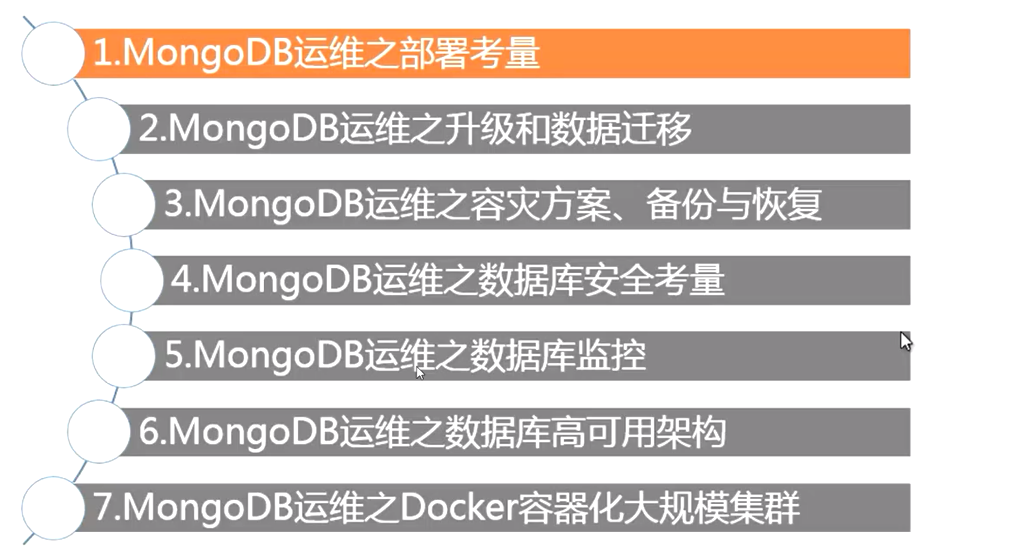 1.MongoDB运维之部署考量
2.MongoDB运维之升级和数据迁移
3.MongoDB运维之容灾方案、备份与恢复
4.MongoDB运维之数据库安全考量
5.MongoDB运维之数据库监控
6.MongoDB运维之数据库高可用架构
7.MongoDB运维之Docker容器化大规模集群